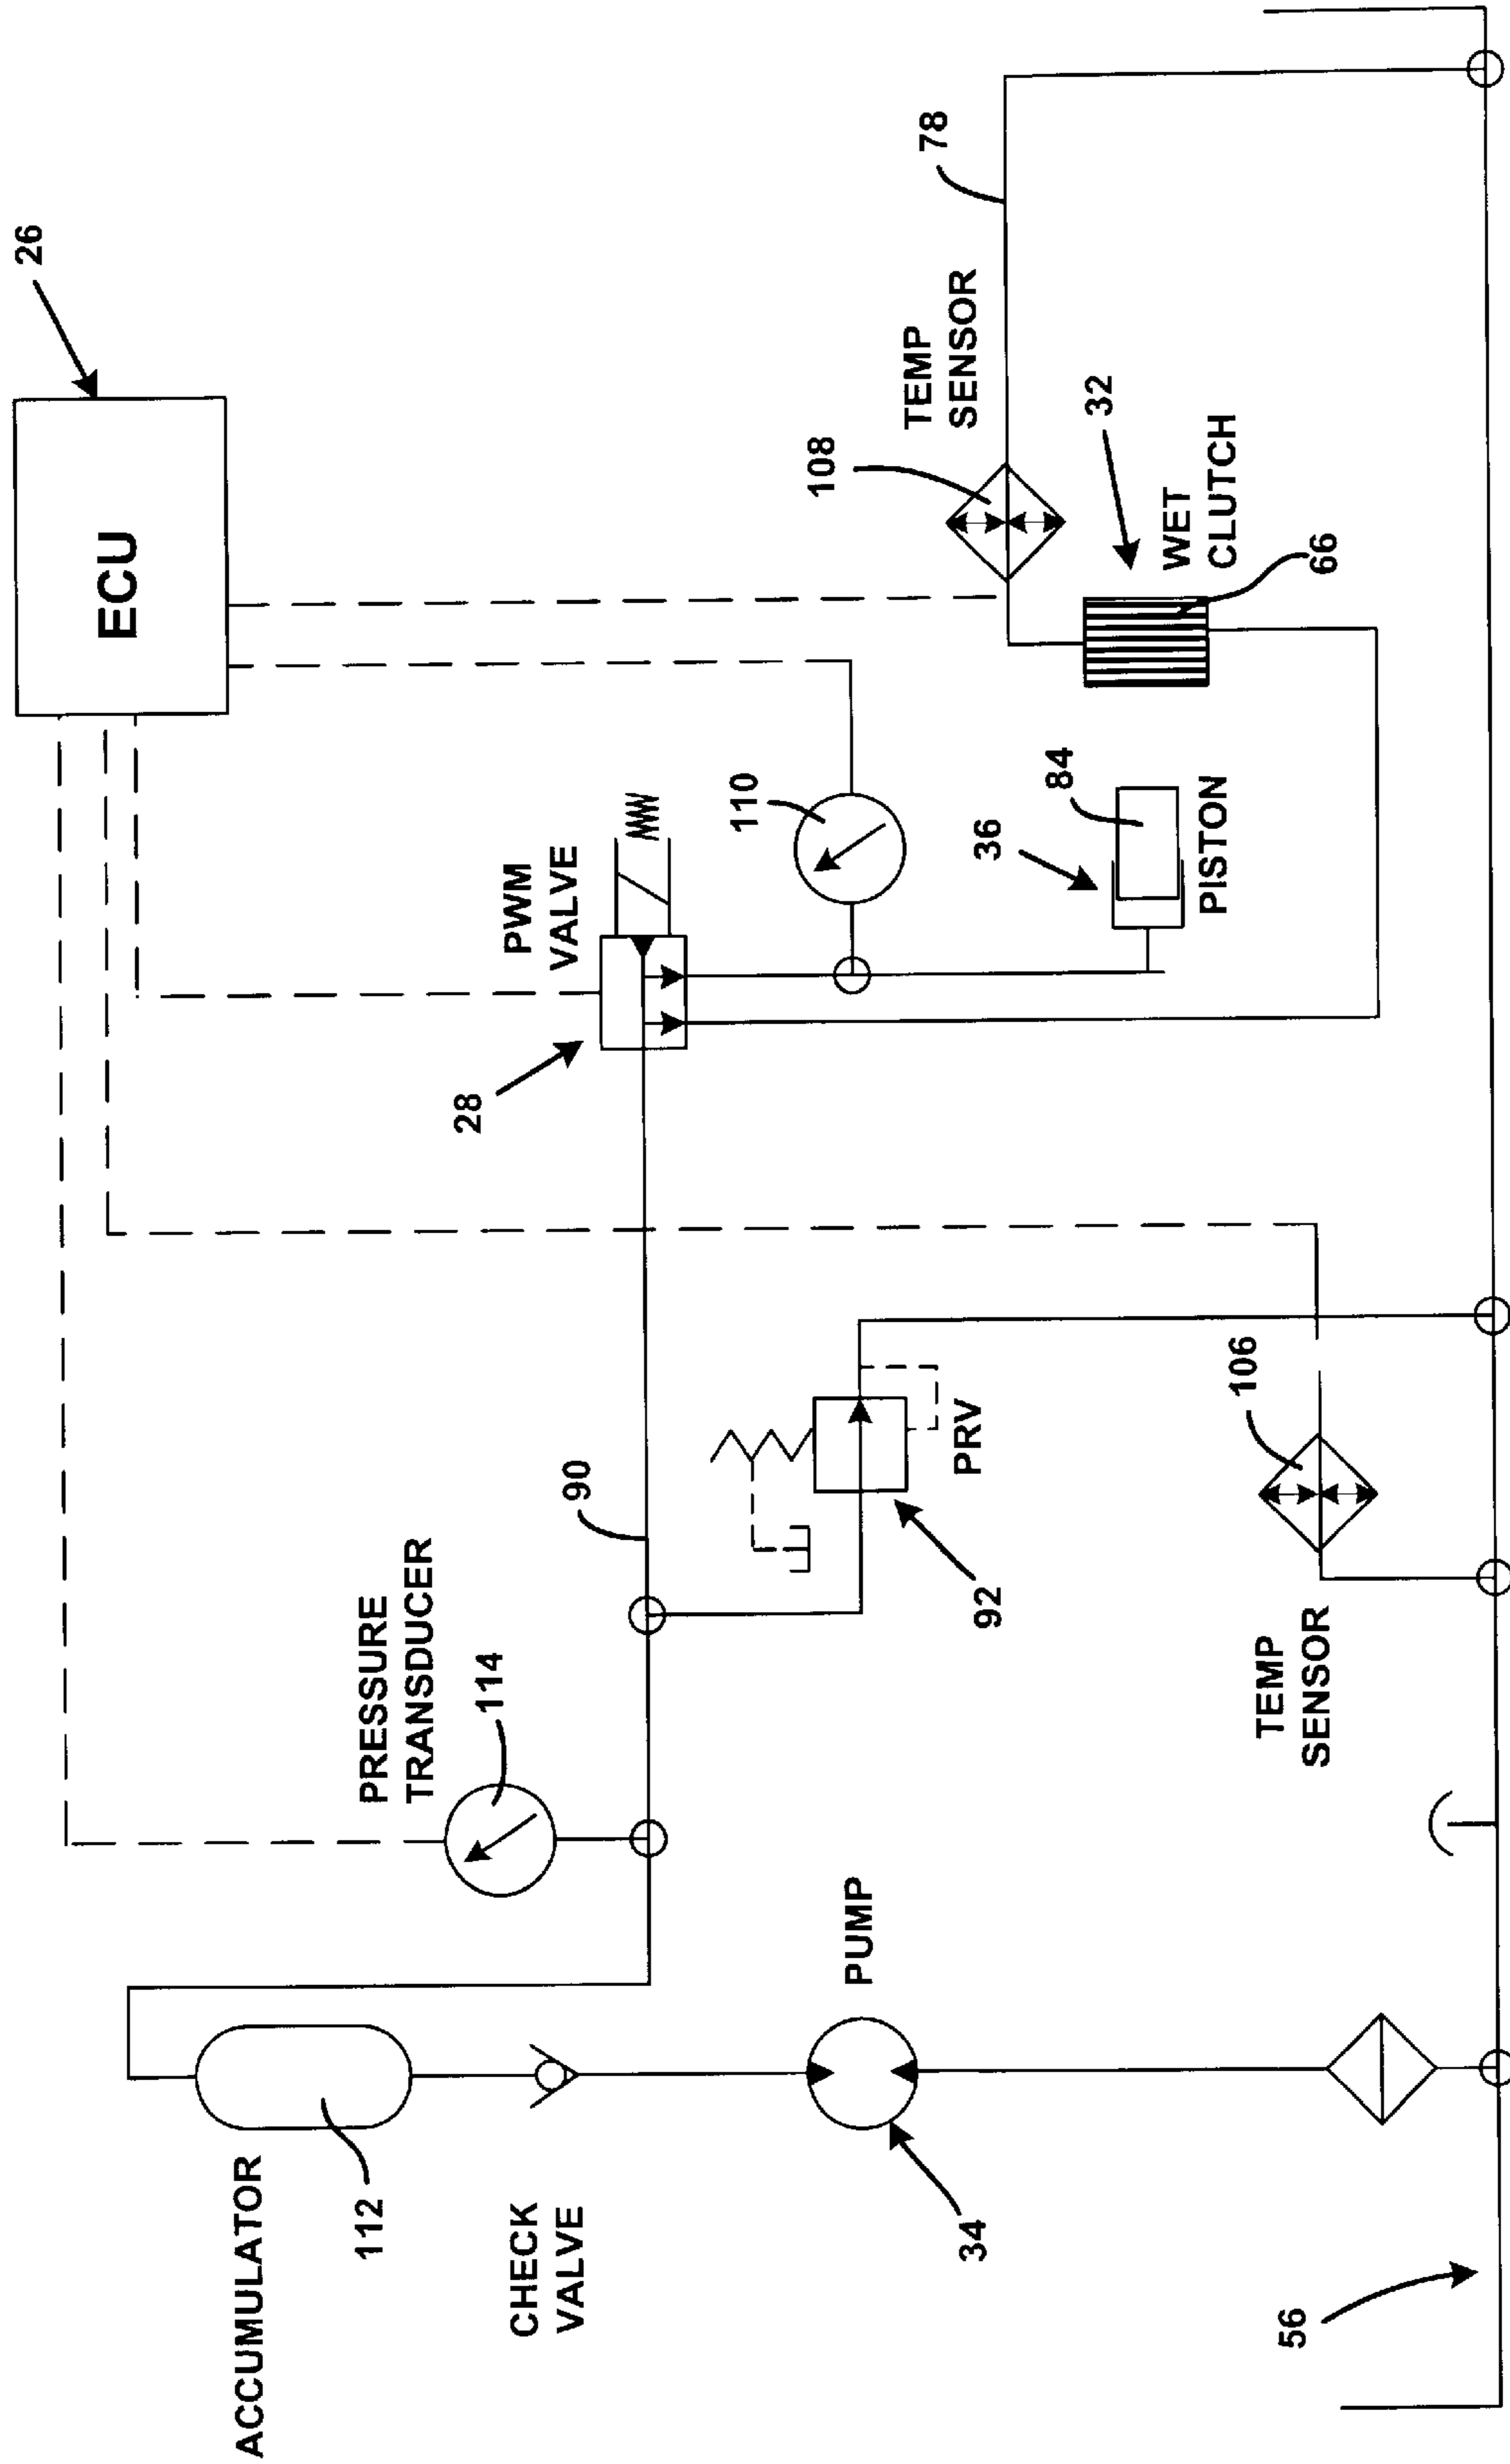 ACCUMULATOR
112
CHECK
VALVE
PUMP
34
56
PRESSURE
TRANSDUCER
114
90
PRV
92
TEMP
SENSOR
106
ECU
26
PWM
VALVE
28
110
36
84
PISTON
TEMP
SENSOR
108
78
32
WET
CLUTCH
66